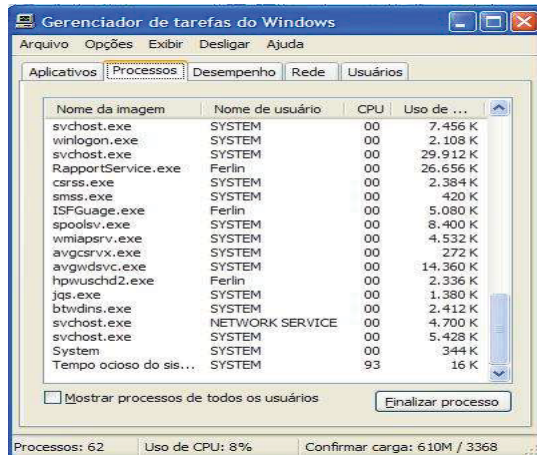 Gerenciador de tarefas do Windows
Arquivo Opções Exibir Desligar Ajuda
Aplicativos Processos Desempenho Rede Usuários
Nome da imagem Nome de usuário CPU Uso de ...
svchost.exe SYSTEM 00 7.456 K
winlogon.exe SYSTEM 00 2.108 K
svchost.exe SYSTEM 00 29.912 K
RapportService.exe Ferlin 00 26.656 K
csrss.exe SYSTEM 00 2.384 K
smss.exe SYSTEM 00 420 K
ISFGuage.exe Ferlin 00 5.080 K
spoolsv.exe SYSTEM 00 8.400 K
wmiapsrv.exe SYSTEM 00 4.532 K
avgcsrvx.exe SYSTEM 00 272 K
avgwdsvc.exe SYSTEM 00 14.360 K
hpwuschd2.exe Ferlin 00 2.336 K
jqs.exe SYSTEM 00 1.380 K
btwdins.exe SYSTEM 00 2.412 K
svchost.exe NETWORK SERVICE 00 4.700 K
svchost.exe SYSTEM 00 5.428 K
System SYSTEM 00 344 K
Tempo ocioso do sis... SYSTEM 93 16 K
Mostrar processos de todos os usuários
Finalizar processo
Processos: 62 Uso de CPU: 8% Confirmar carga: 610M / 3368